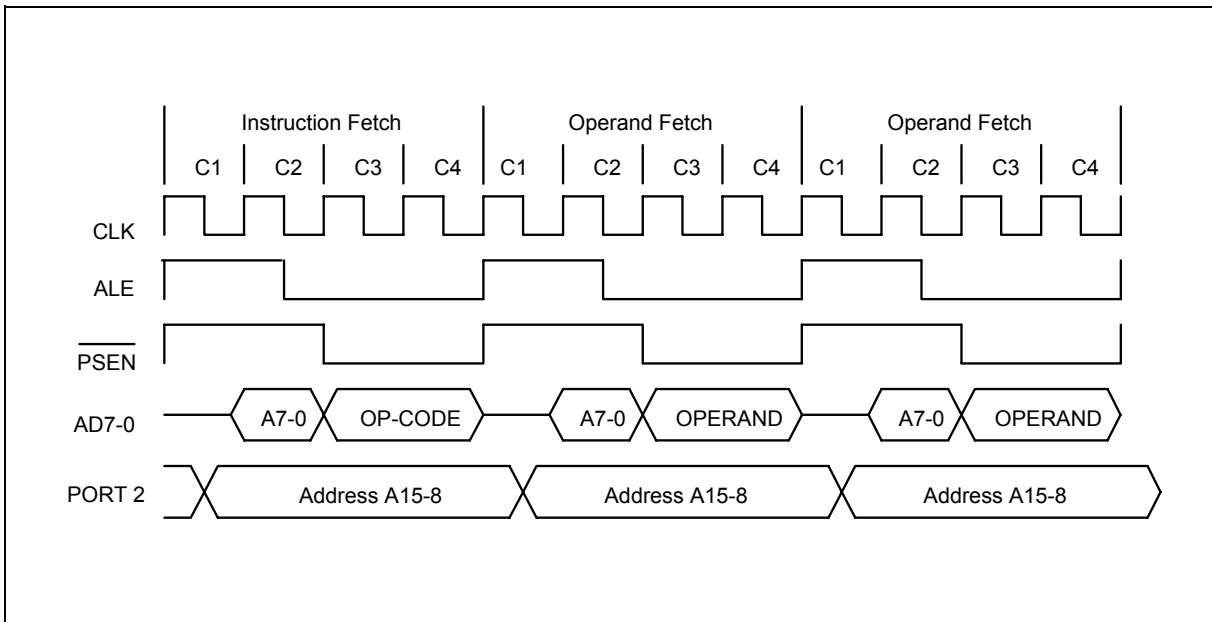 Instruction Fetch Operand Fetch Operand Fetch
C1 C2 C3 C4 C1 C2 C3 C4 C1 C2 C3 C4
CLK
ALE
PSEN
AD7-0 A7-0 OP-CODE A7-0 OPERAND A7-0 OPERAND
PORT 2 Address A15-8 Address A15-8 Address A15-8